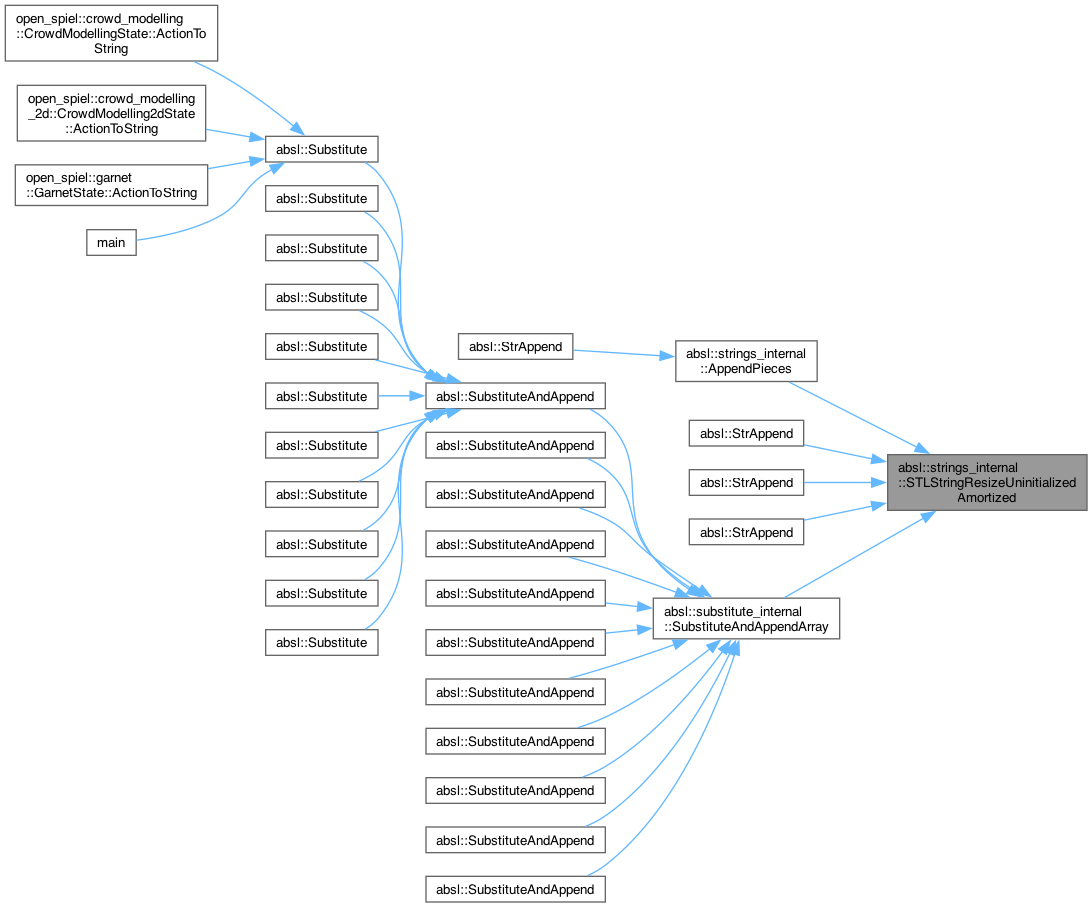 open_spiel::crowd_modelling
::CrowdModellingState::ActionTo
String
open_spiel::crowd_modelling
_2d::CrowdModelling2dState
::ActionToString
open_spiel::garnet
::GarnetState::ActionToString
main
absl::Substitute
absl::Substitute
absl::Substitute
absl::Substitute
absl::Substitute
absl::Substitute
absl::Substitute
absl::Substitute
absl::Substitute
absl::Substitute
absl::Substitute
absl::StrAppend
absl::SubstituteAndAppend
absl::SubstituteAndAppend
absl::SubstituteAndAppend
absl::SubstituteAndAppend
absl::SubstituteAndAppend
absl::SubstituteAndAppend
absl::SubstituteAndAppend
absl::SubstituteAndAppend
absl::SubstituteAndAppend
absl::SubstituteAndAppend
absl::SubstituteAndAppend
absl::strings_internal
::AppendPieces
absl::StrAppend
absl::StrAppend
absl::StrAppend
absl::substitute_internal
::SubstituteAndAppendArray
absl::strings_internal
::STLStringResizeUninitialized
Amortized